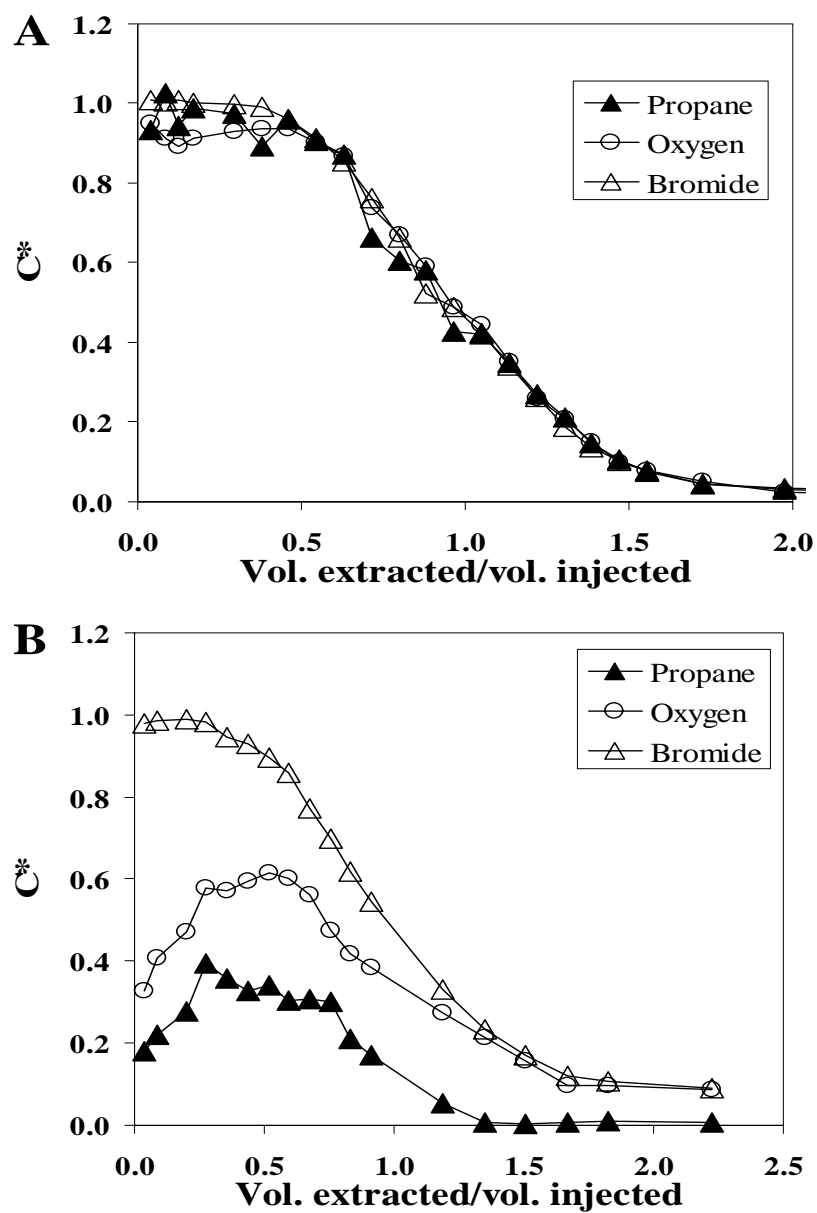 A
1.2
1.0
0.8
0.6
0.4
0.2
0.0
C*
Propane
Oxygen
Bromide
0.0 0.5 1.0 1.5 2.0
Vol. extracted/vol. injected
B
1.2
1.0
0.8
0.6
0.4
0.2
0.0
C*
Propane
Oxygen
Bromide
0.0 0.5 1.0 1.5 2.0 2.5
Vol. extracted/vol. injected